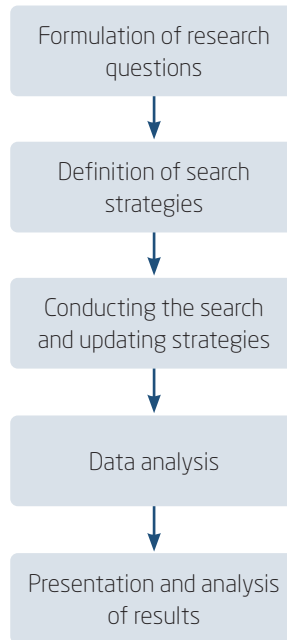 Formulation of research
questions
Definition of search
strategies
Conducting the search
and updating strategies
Data analysis
Presentation and analysis
of results